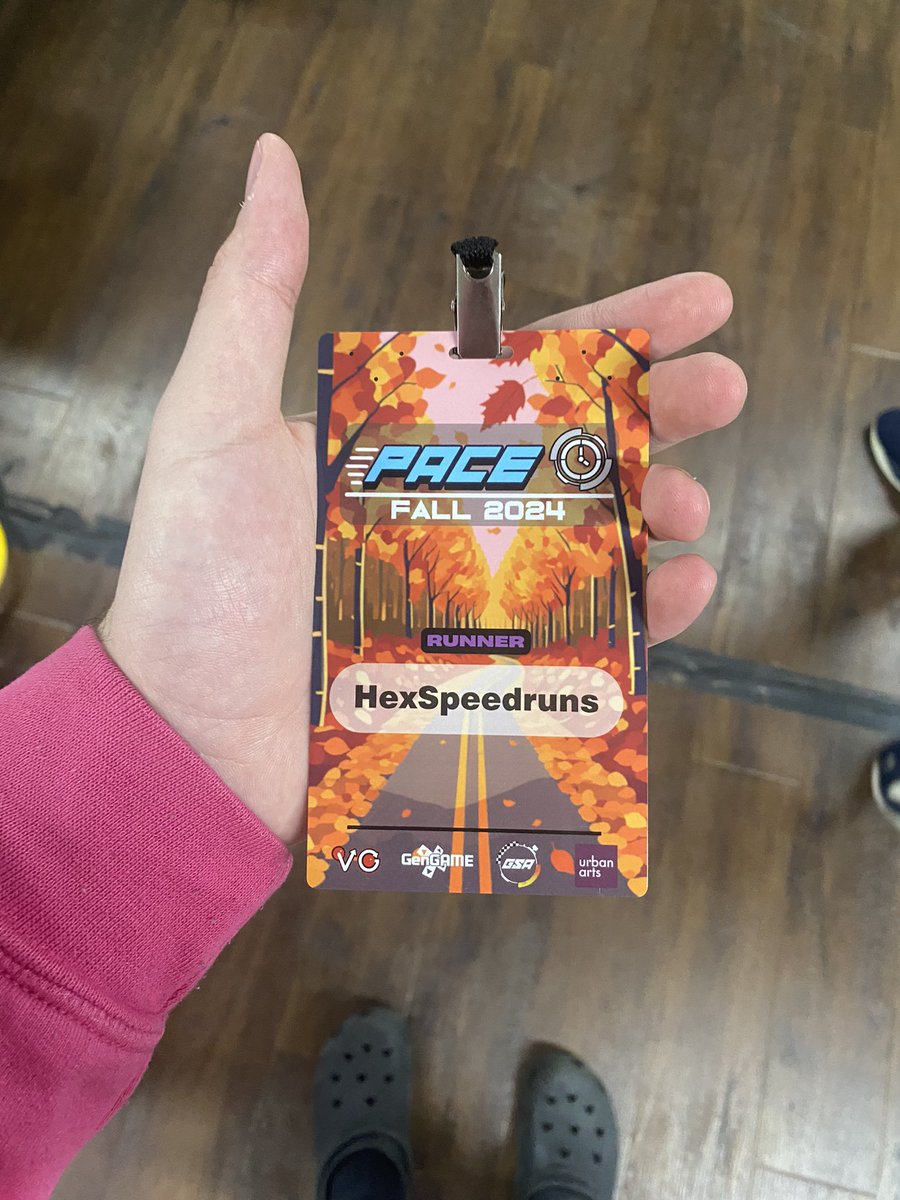 PACE
FALL 2024
RUNNER
HexSpeedruns
VG
GenGAME
GSA
urban
arts